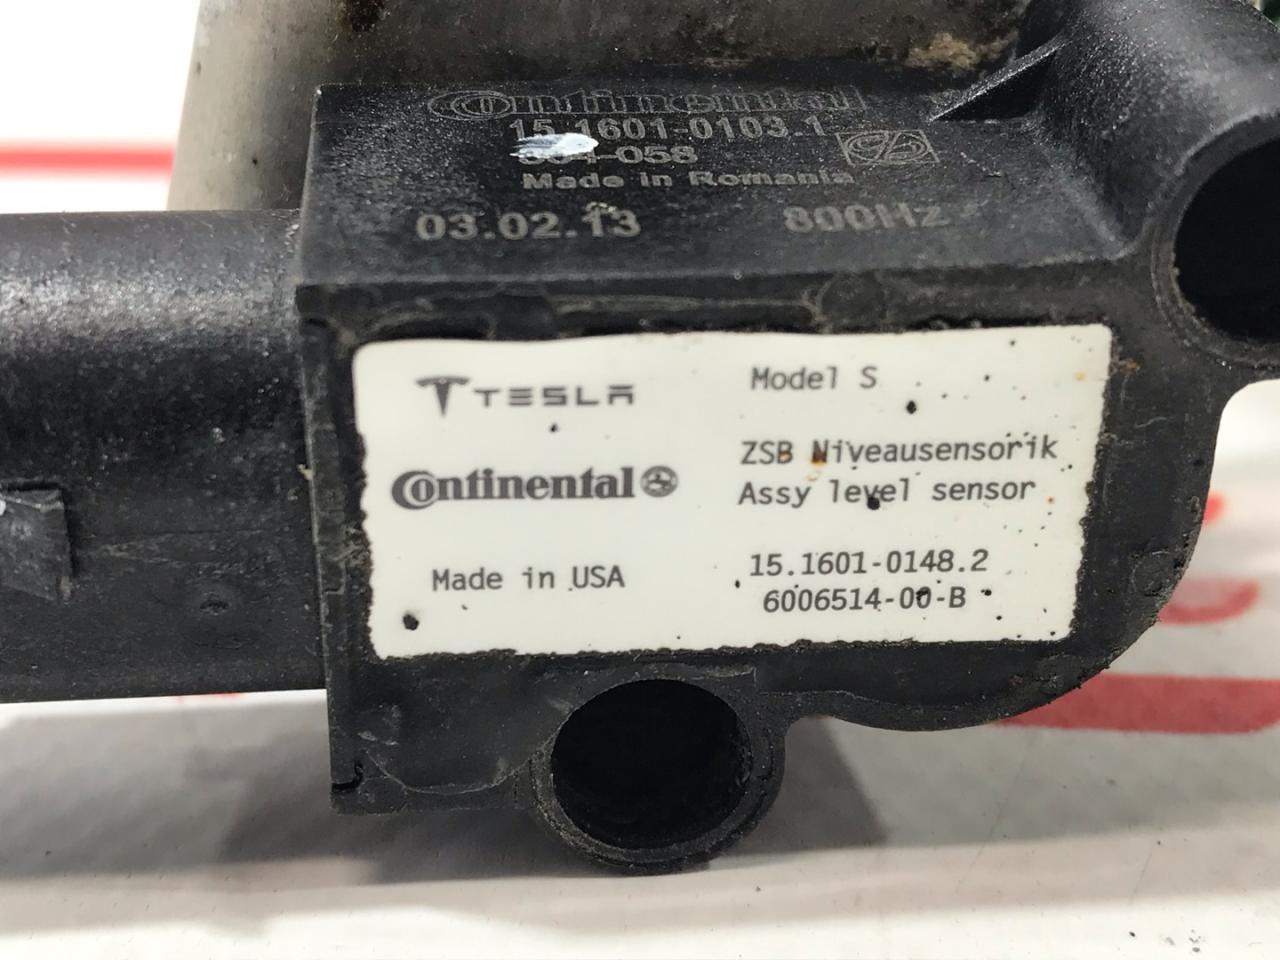 Continental
15.1601-0103.1
-058
Made in Romania
03.02.13 800Hz
TESLA
Continental
Made in USA
Model S
ZSB Niveausensorik
Assy level sensor
15.1601-0148.2
6006514-00-B